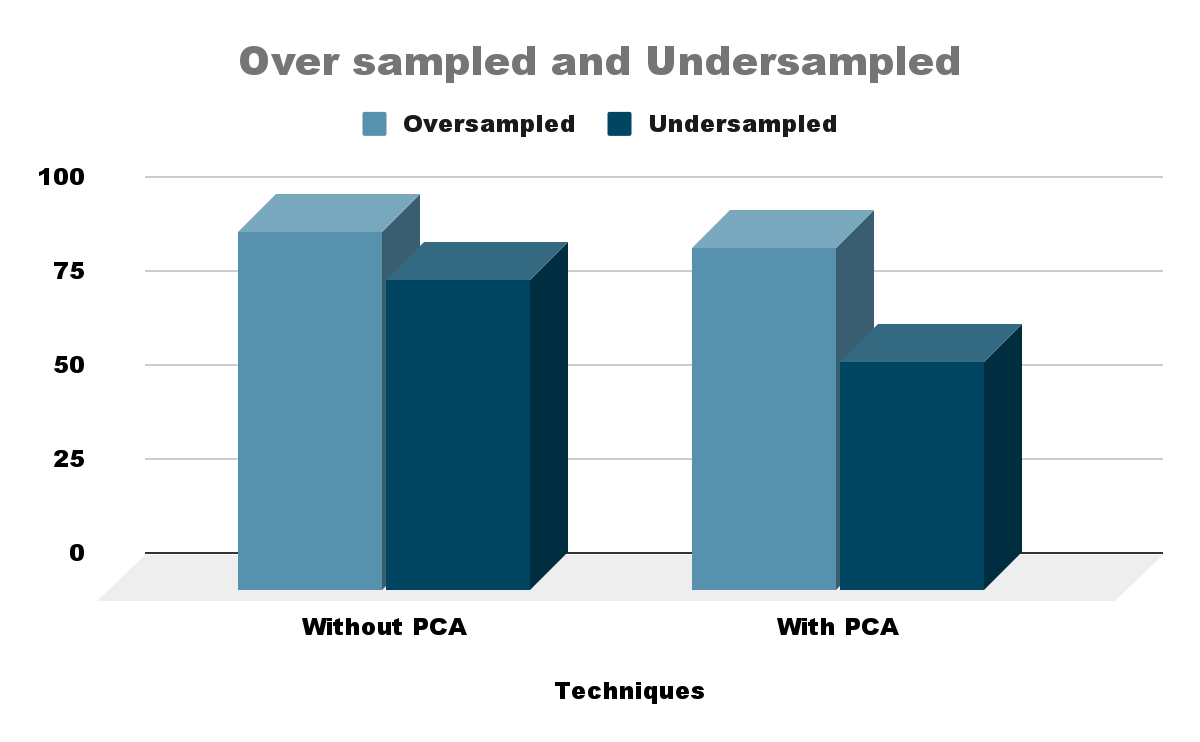 Over sampled and Undersampled
Oversampled Undersampled
100
75
50
25
0
Without PCA With PCA
Techniques